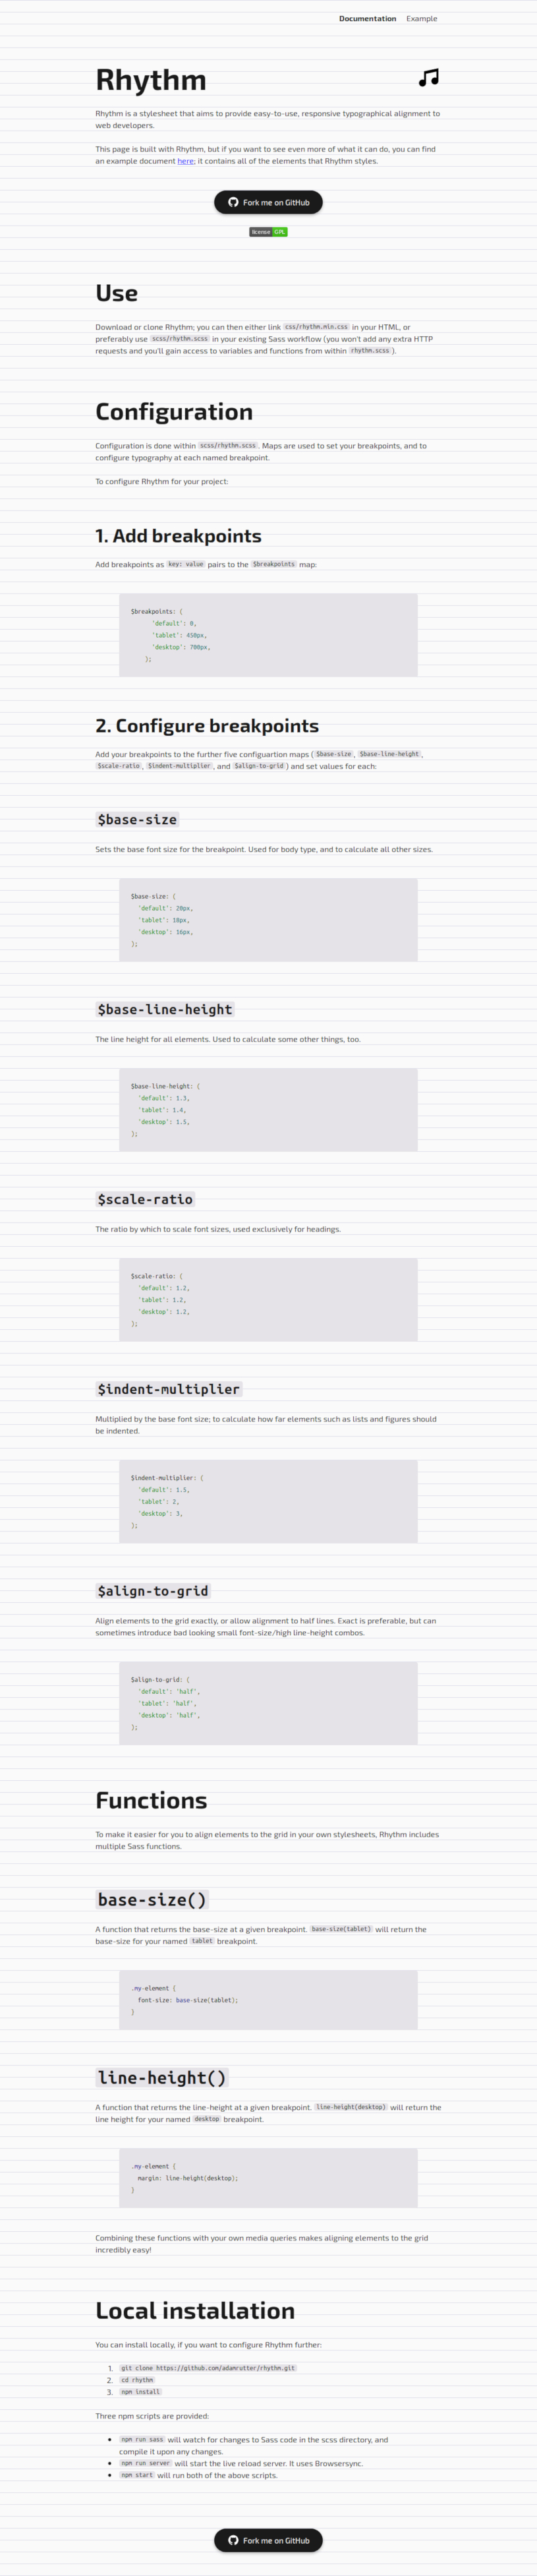 Documentation Example
Rhythm
Rhythm is a stylesheet that aims to provide easy-to-use, responsive typographical alignment to
web developers.
This page is built with Rhythm, but if you want to see even more of what it can do, you can find
an example document here; it contains all of the elements that Rhythm styles.
Fork me on GitHub
license GPL
Use
Download or clone Rhythm; you can then either link css/rhythm.min.css in your HTML, or
preferably use scss/rhythm.scss in your existing Sass workflow (you won't add any extra HTTP
requests and you'll gain access to variables and functions from within rhythm.scss ).
Configuration
Configuration is done within scss/rhythm.scss. Maps are used to set your breakpoints, and to
configure typography at each named breakpoint.
To configure Rhythm for your project:
1. Add breakpoints
Add breakpoints as key: value pairs to the $breakpoints map:
$breakpoints: (
'default': 0,
'tablet': 450px,
'desktop': 700px,
);
2. Configure breakpoints
Add your breakpoints to the further five configuartion maps ( $base-size, $base-line-height,
$scale-ratio, $indent-multiplier, and $align-to-grid ) and set values for each:
$base-size
Sets the base font size for the breakpoint. Used for body type, and to calculate all other sizes.
$base-size: (
'default': 20px,
'tablet': 18px,
'desktop': 16px,
);
$base-line-height
The line height for all elements. Used to calculate some other things, too.
$base-line-height: (
'default': 1.3,
'tablet': 1.4,
'desktop': 1.5,
);
$scale-ratio
The ratio by which to scale font sizes, used exclusively for headings.
$scale-ratio: (
'default': 1.2,
'tablet': 1.2,
'desktop': 1.2,
);
$indent-multiplier
Multiplied by the base font size; to calculate how far elements such as lists and figures should
be indented.
$indent-multiplier: (
'default': 1.5,
'tablet': 2,
'desktop': 3,
);
$align-to-grid
Align elements to the grid exactly, or allow alignment to half lines. Exact is preferable, but can
sometimes introduce bad looking small font-size/high line-height combos.
$align-to-grid: (
'default': 'half',
'tablet': 'half',
'desktop': 'half',
);
Functions
To make it easier for you to align elements to the grid in your own stylesheets, Rhythm includes
multiple Sass functions.
base-size()
A function that returns the base-size at a given breakpoint. base-size(tablet) will return the
base-size for your named tablet breakpoint.
.my-element {
font-size: base-size(tablet);
}
line-height()
A function that returns the line-height at a given breakpoint. line-height(desktop) will return the
line height for your named desktop breakpoint.
.my-element {
margin: line-height(desktop);
}
Combining these functions with your own media queries makes aligning elements to the grid
incredibly easy!
Local installation
You can install locally, if you want to configure Rhythm further:
1. git clone https://github.com/adamrutter/rhythm.git
2. cd rhythm
3. npm install
Three npm scripts are provided:
• npm run sass will watch for changes to Sass code in the scss directory, and
compile it upon any changes.
• npm run server will start the live reload server. It uses Browsersync.
• npm start will run both of the above scripts.
Fork me on GitHub